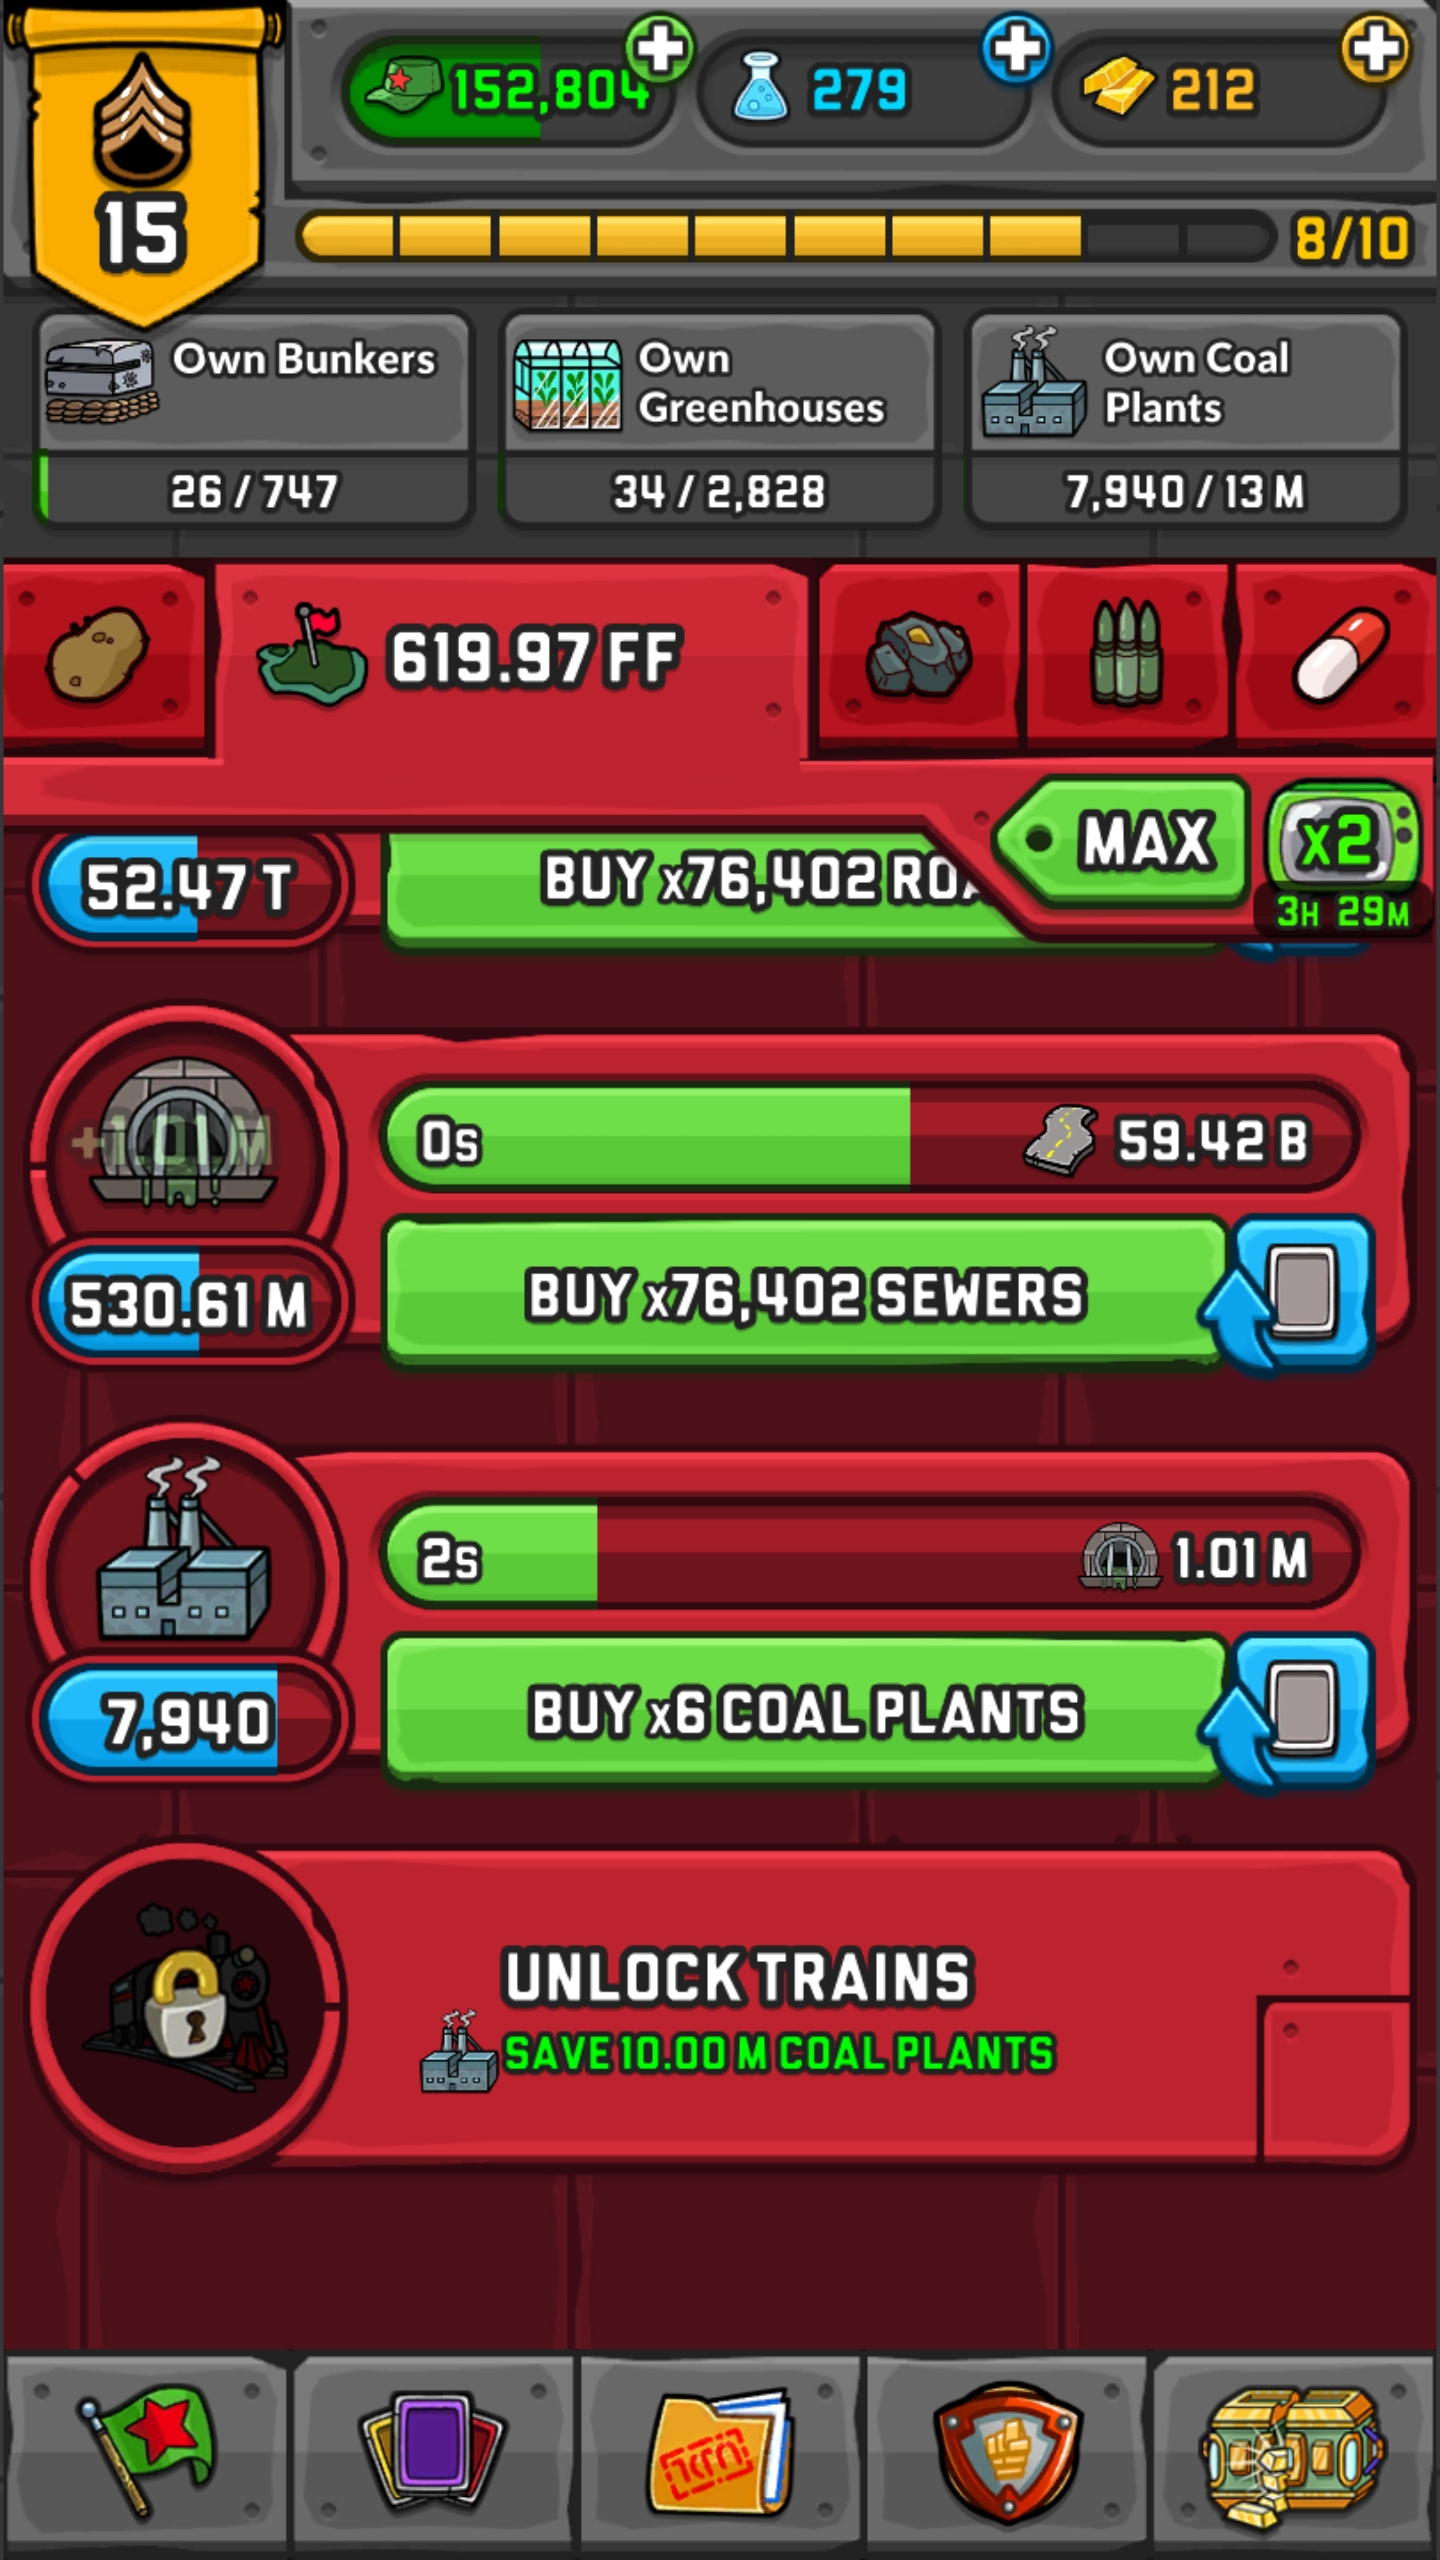 152,804
279
212
15
8/10
Own Bunkers
26 / 747
Own
Greenhouses
34 / 2,828
Own Coal
Plants
7,940 / 13 M
619.97 FF
MAX
x2
3H 29M
52.47 T
BUY x76,402
+1.01 M
0s
59.42 B
530.61 M
BUY x76,402 SEWERS
2s
1.01 M
7,940
BUY x6 COAL PLANTS
UNLOCK TRAINS
SAVE 10.00 M COAL PLANTS